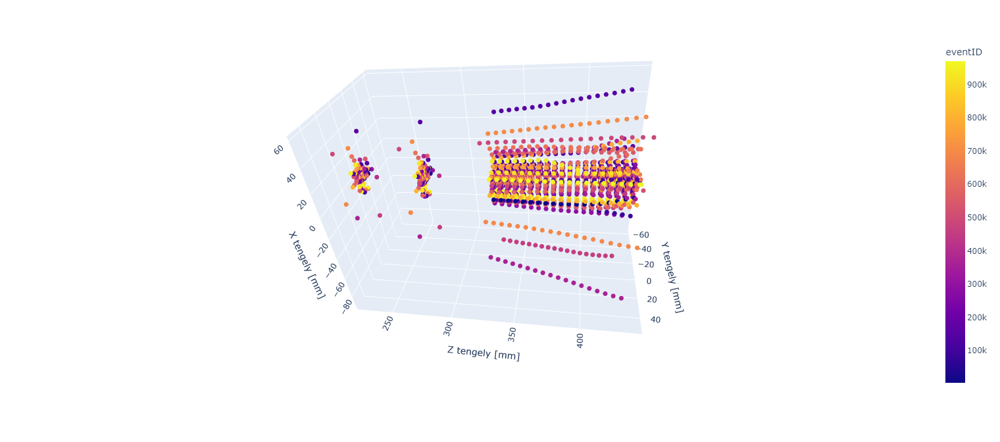 eventID
900k
800k
700k
600k
500k
400k
300k
200k
100k
60
40
20
0
−20
−40
−60
−80
X tengely [mm]
250
300
350
400
Z tengely [mm]
−60
−40
−20
0
20
40
Y tengely [mm]